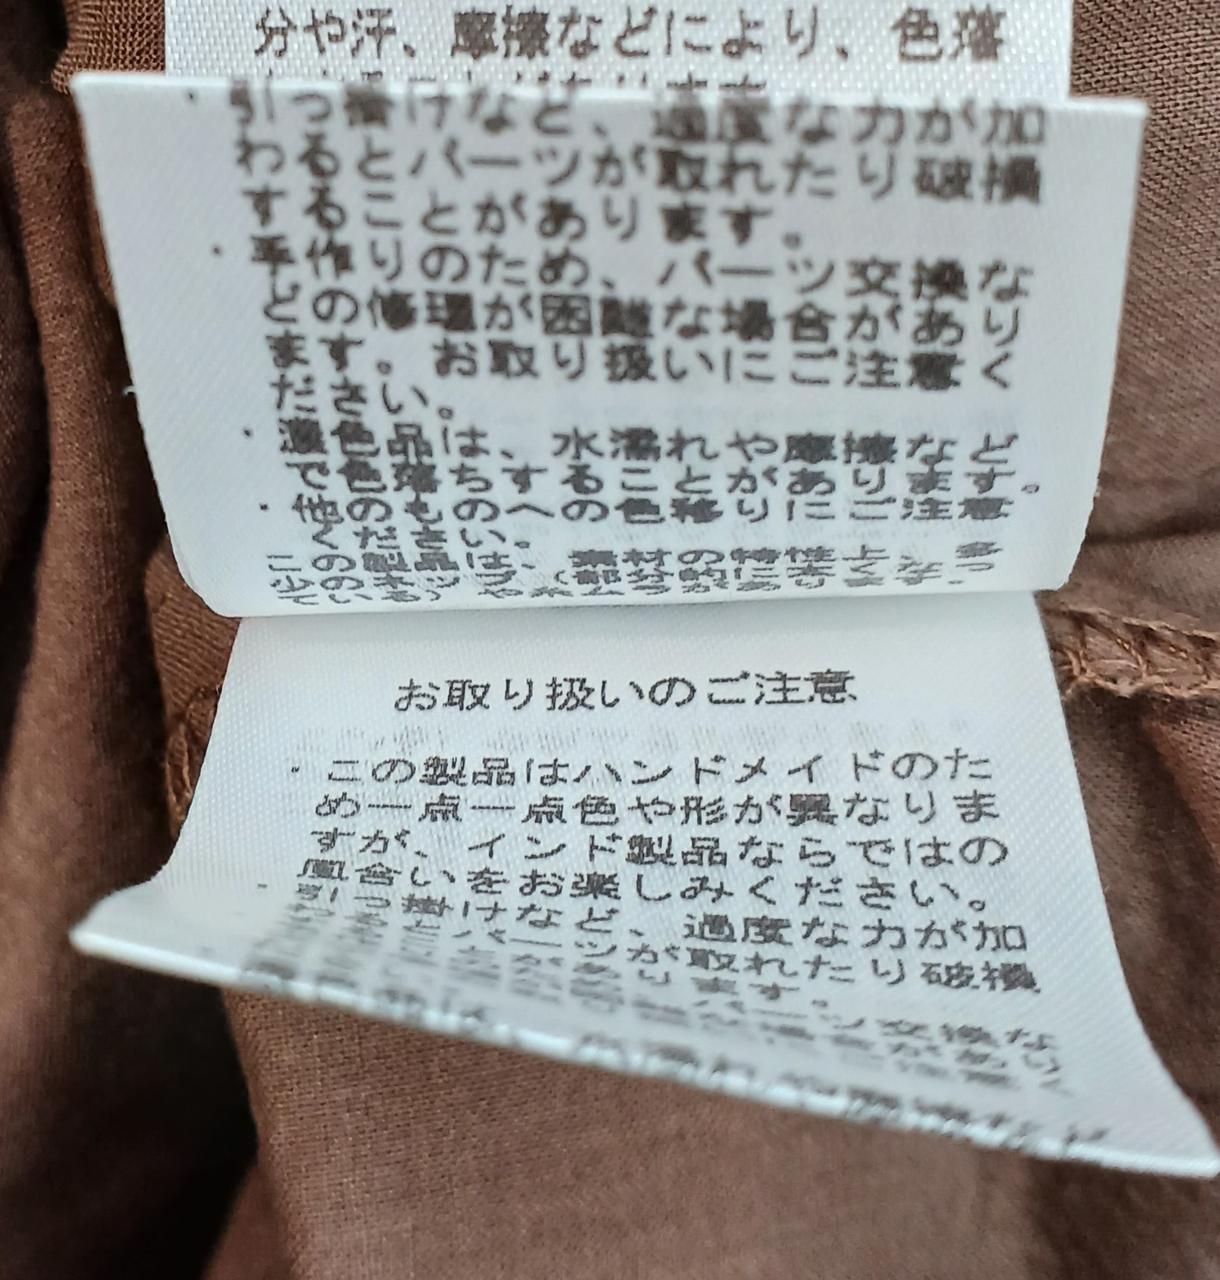 分や汗、摩擦などにより、色落
・引っ掛けなど、過度な力が加
わるとパーツが取れたり破損
することがあります。
・手作りのため、パーツ交換な
どの修理が困難な場合があり
ます。お取り扱いにご注意く
ださい。
・濃色品は、水濡れや摩擦など
で色落ちすることがあります。
・他のものへの色移りにご注意
ください。
この製品は、素材の特性上、多
お取り扱いのご注意
・この製品はハンドメイドのた
め一点一点色や形が異なりま
すが、インド製品ならではの
風合いをお楽しみください。
・引っ掛けなど、過度な力が加
パーツが取れたり破損
ます。
パーツ交換な